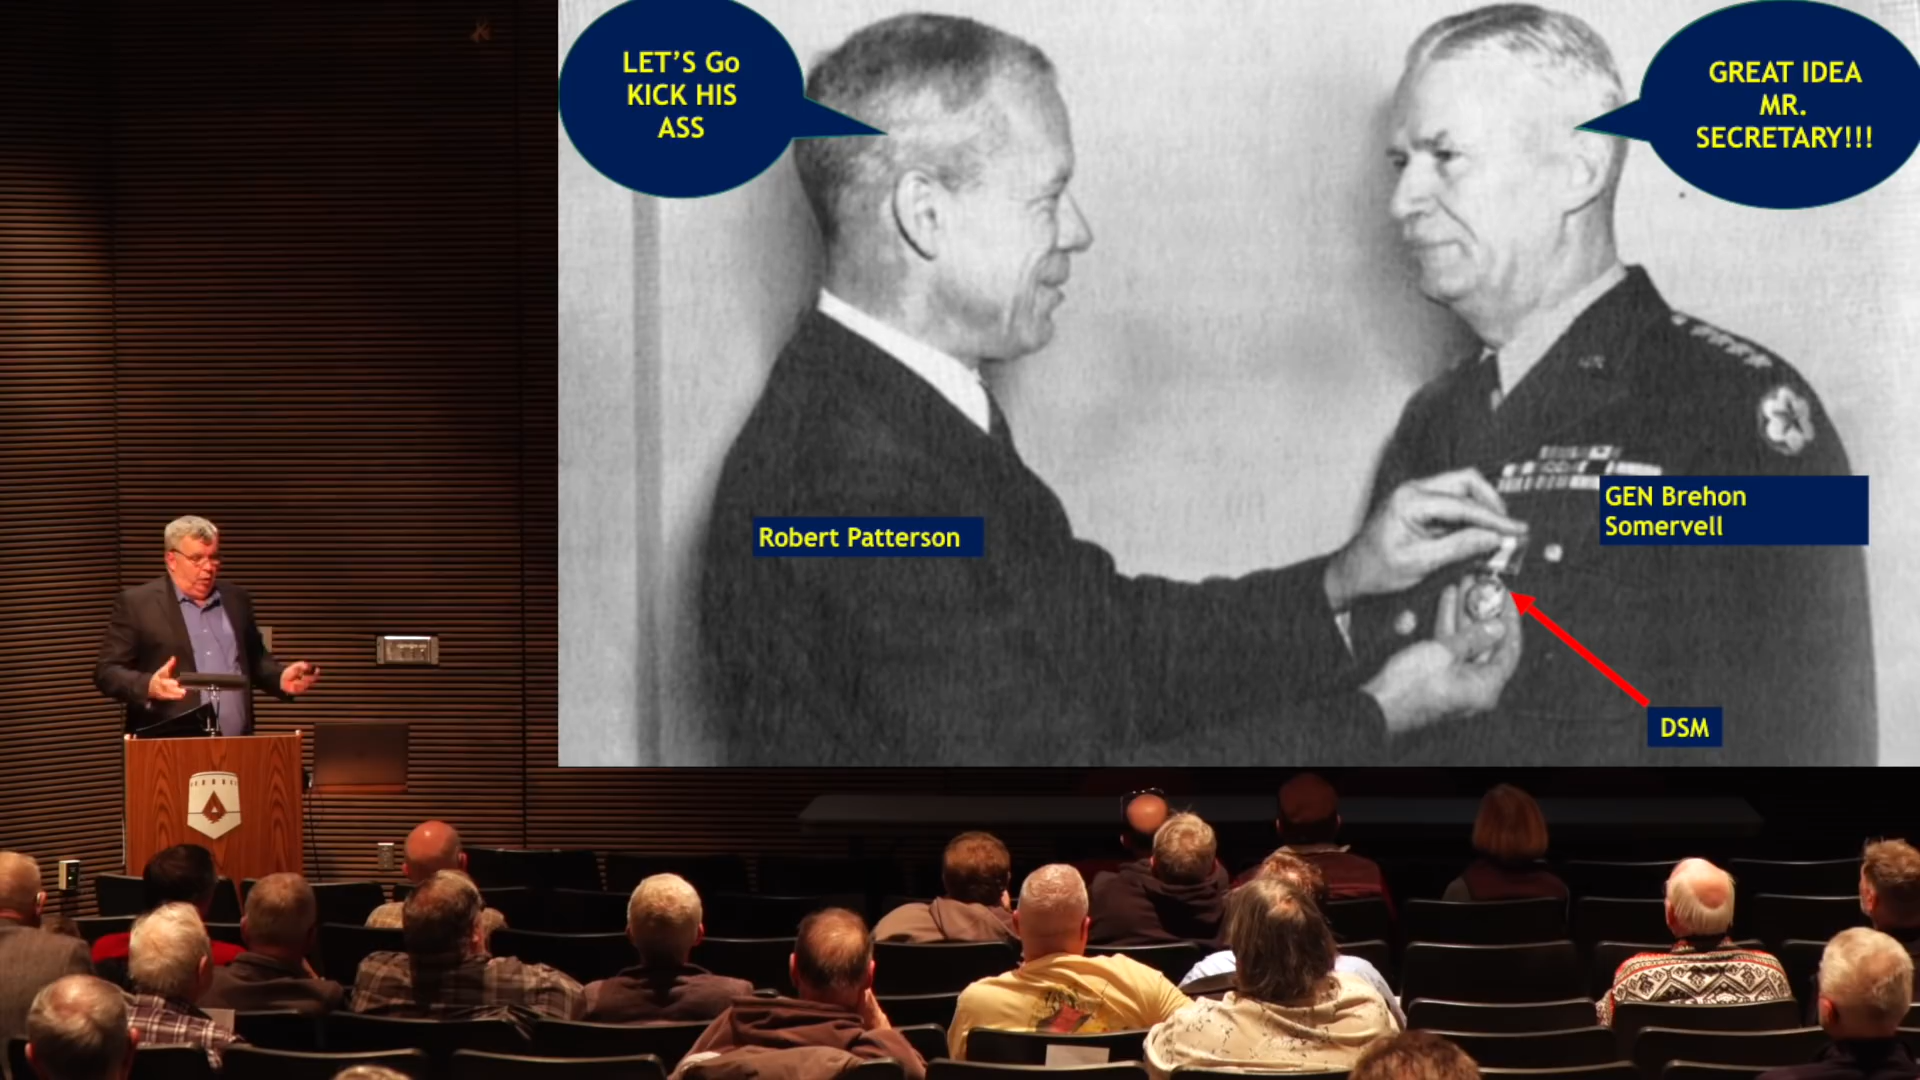 LET'S Go
KICK HIS
ASS
GREAT IDEA
MR.
SECRETARY!!!
Robert Patterson
GEN Brehon
Somervell
DSM